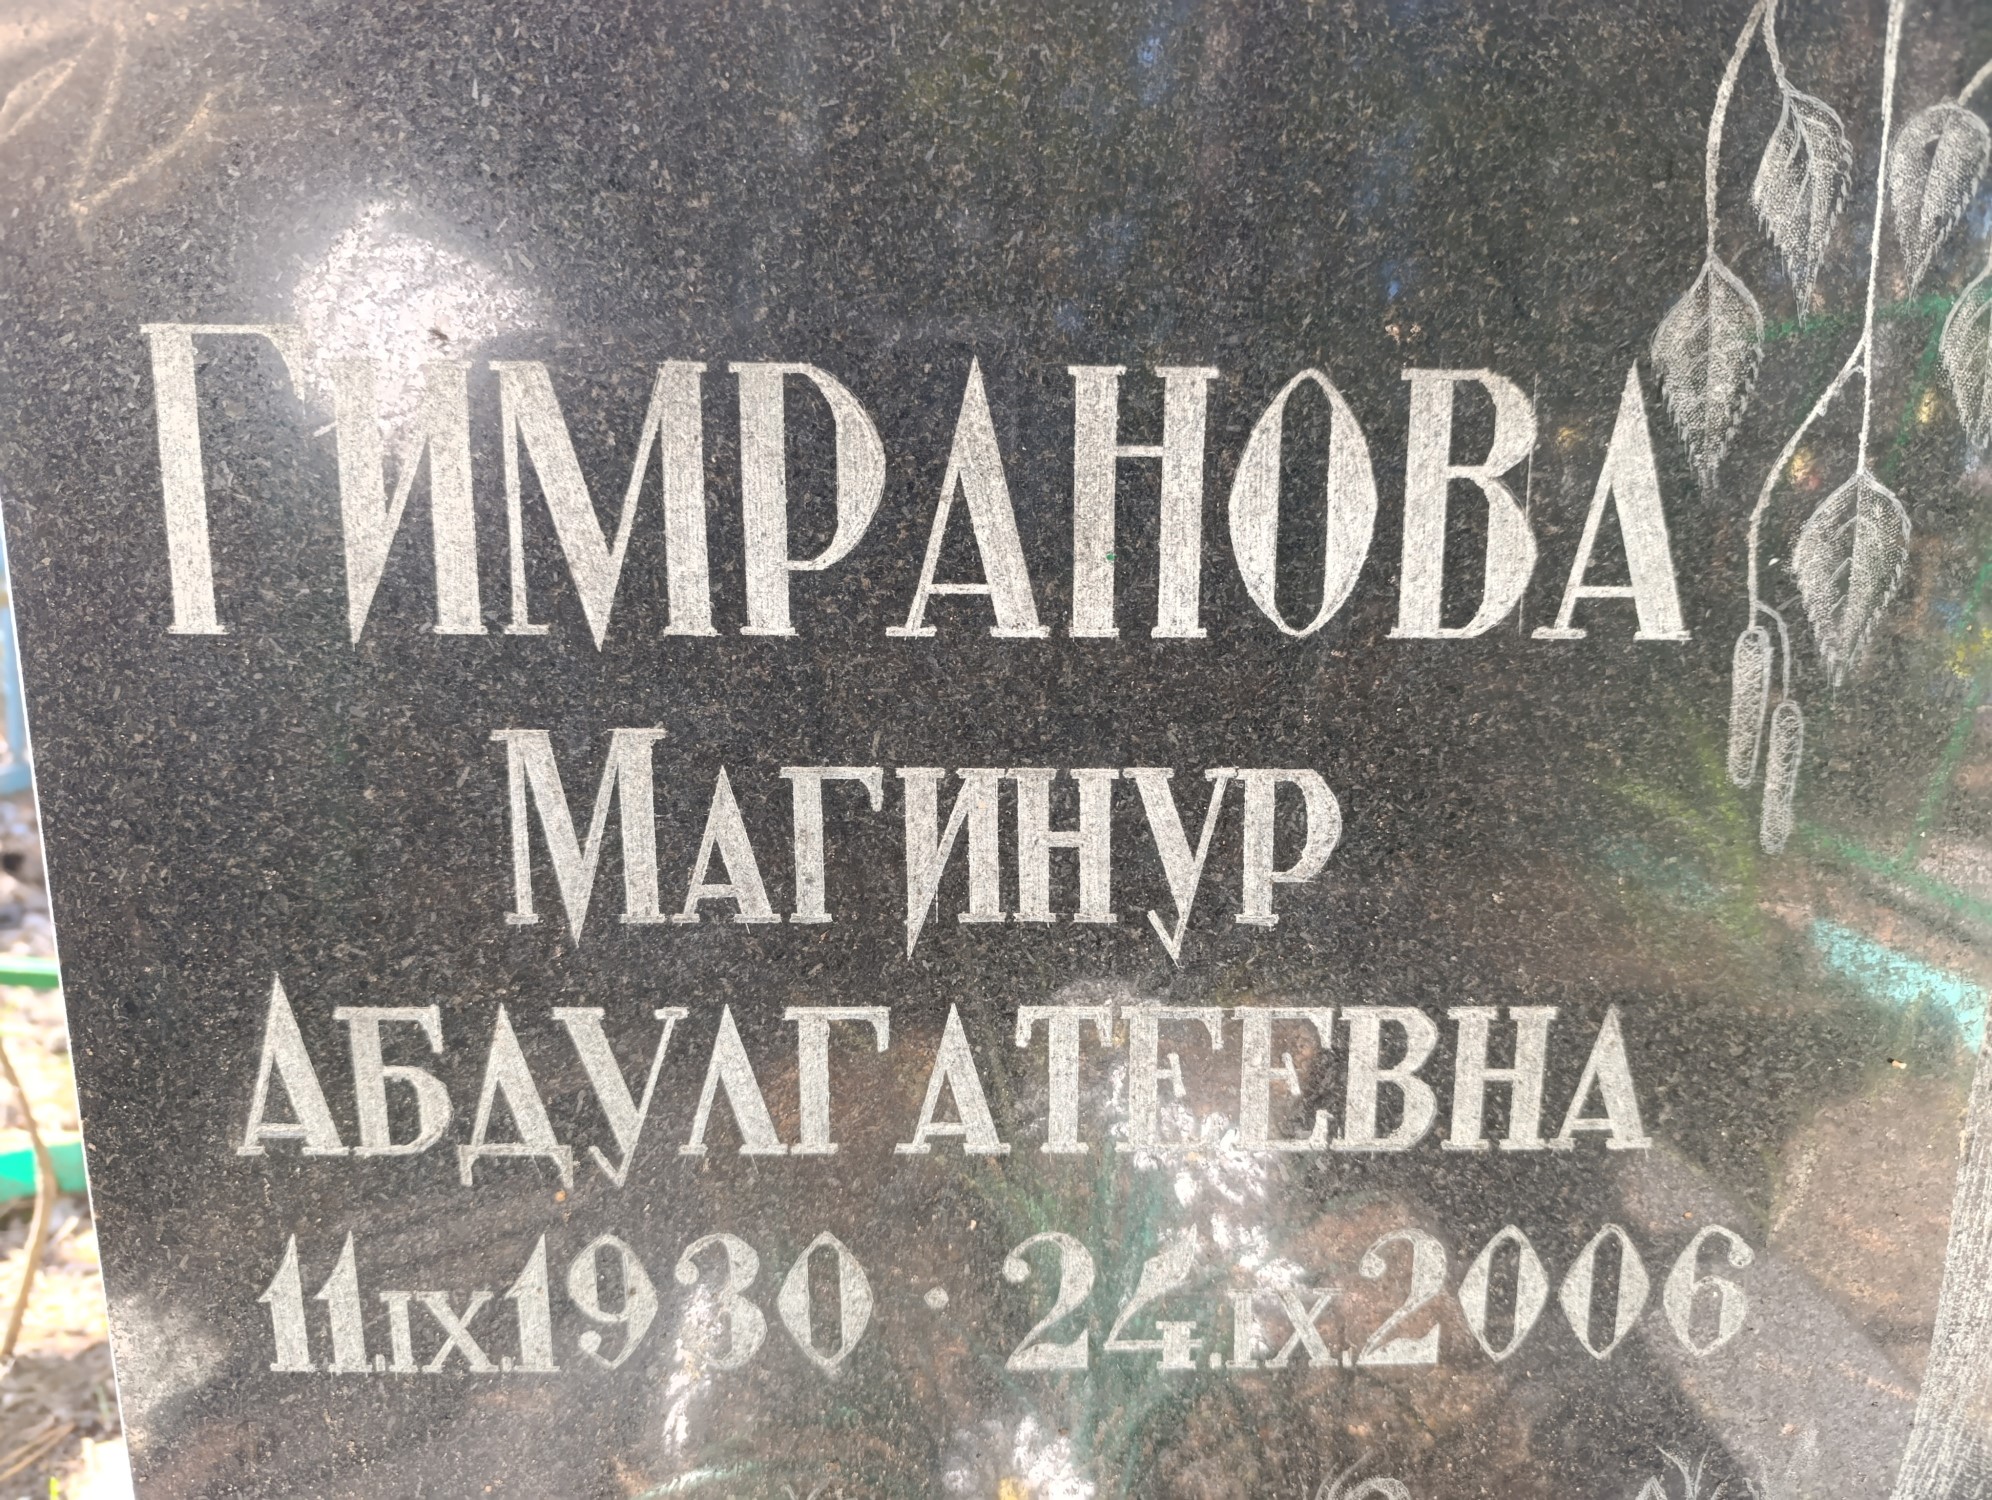 ГИМРАНОВА
МАГИНУР
АБДУЛГАТЕЕВНА
11.IX.1930 · 24.IX.2006